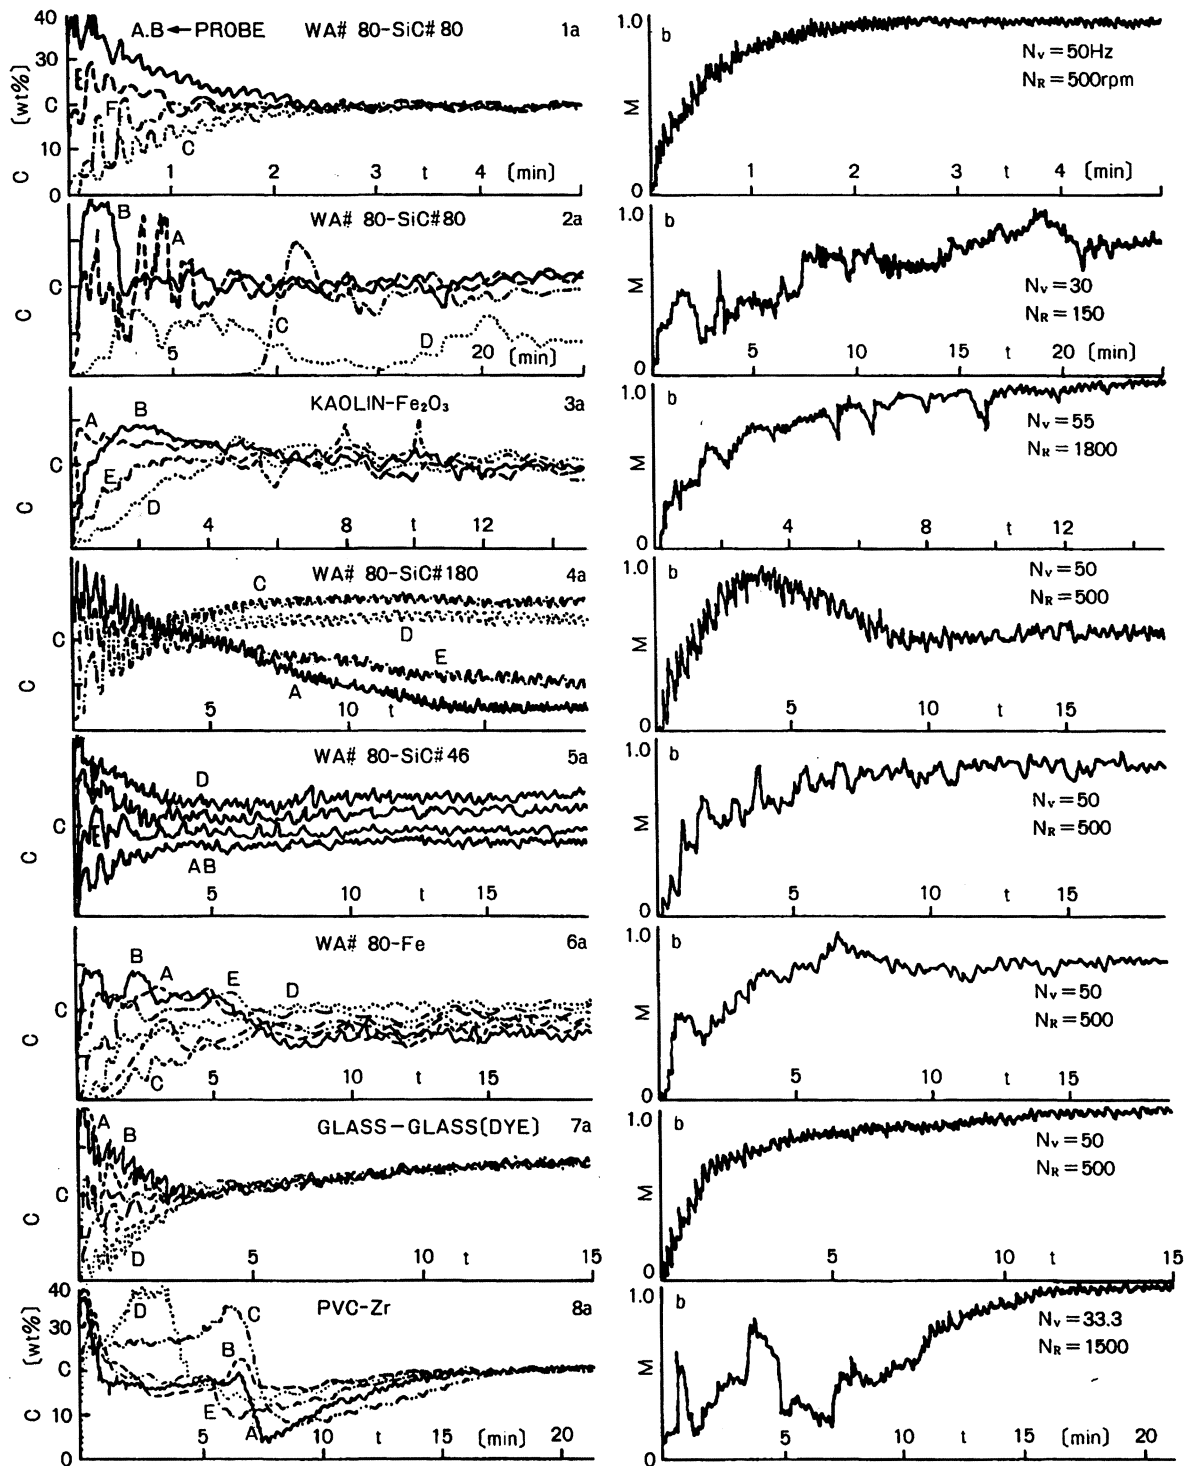 40 A.B←PROBE WA# 80-SiC#80 1a
30
C (wt%)
C E F C
10
0 1 2 3 t 4 (min)
1.0 b
Nv=50Hz
NR=500rpm
M
0 1 2 3 t 4 (min)
B WA# 80-SiC#80 2a
A
C C
C D
5 20 (min)
1.0 b
Nv=30
NR=150
M
0 5 10 15 t 20 (min)
KAOLIN-Fe₂O₃ 3a
A B
C C
E D
4 8 t 12
1.0 b
Nv=55
NR=1800
M
0 4 8 t 12
WA# 80-SiC#180 4a
C
D
C C
E
A
5 10 t
b
Nv=50
1.0 NR=500
M
0 5 10 t 15
WA# 80-SiC#46 5a
D
C C
E
AB
5 10 t 15
1.0 b
Nv=50
NR=500
M
0 5 10 t 15
WA# 80-Fe 6a
B A E D
C C
C
5 10 t 15
1.0 b
Nv=50
NR=500
M
0 5 10 t 15
GLASS-GLASS(DYE) 7a
A B
C C
D
5 10 t 15
1.0 b
Nv=50
NR=500
M
0 5 10 t 15
40 PVC-Zr 8a
D C
30
C (wt%)
B
C
E
10 A
0 5 10 t 15 (min) 20
1.0 b
Nv=33.3
NR=1500
M
0 5 10 t 15 (min) 20